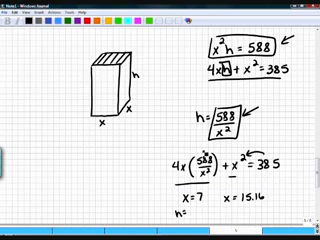 Note1 - Windows Journal
File Edit View Insert Actions Tools Help
h
x
x
x²h = 588
4xh + x² = 385
h = 588/x²
4x(588/x²) + x² = 385
x = 7 x = 15.16
h =